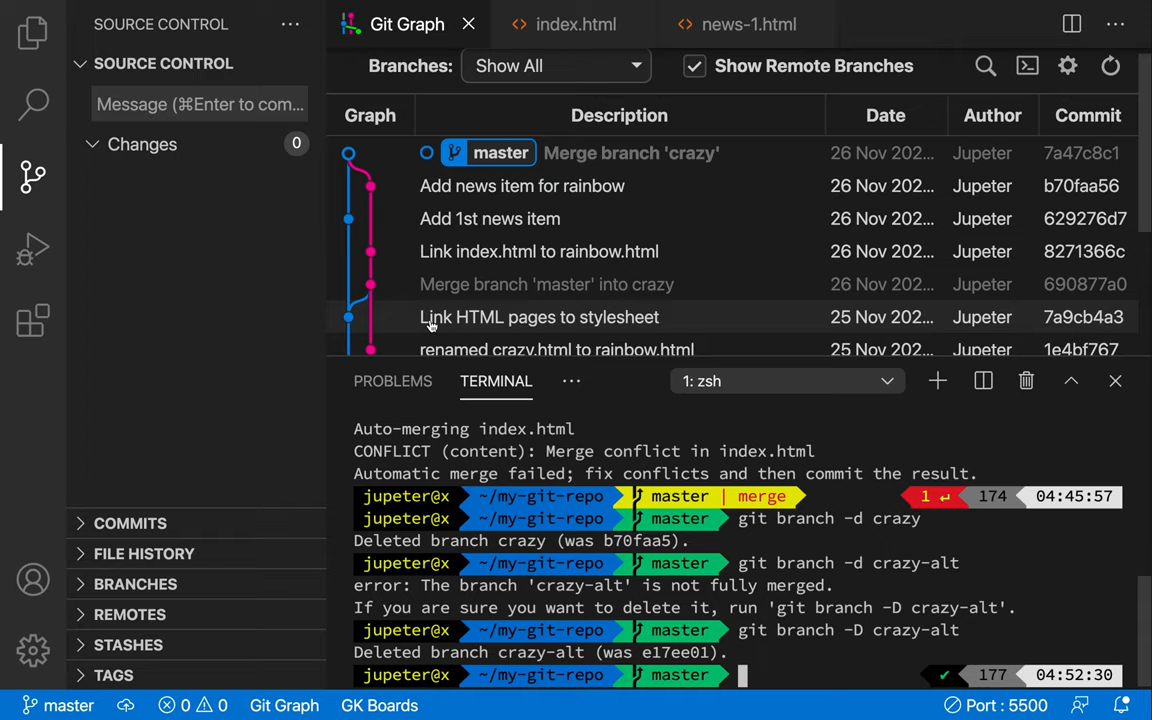 SOURCE CONTROL ...
Git Graph
index.html
news-1.html
...
SOURCE CONTROL
Message (⌘Enter to com...
Changes 0
Branches: Show All
Show Remote Branches
Graph Description Date Author Commit
master Merge branch 'crazy' 26 Nov 202... Jupeter 7a47c8c1
Add news item for rainbow 26 Nov 202... Jupeter b70faa56
Add 1st news item 26 Nov 202... Jupeter 629276d7
Link index.html to rainbow.html 26 Nov 202... Jupeter 8271366c
Merge branch 'master' into crazy 26 Nov 202... Jupeter 690877a0
Link HTML pages to stylesheet 25 Nov 202... Jupeter 7a9cb4a3
renamed crazy.html to rainbow.html 25 Nov 202... Jupeter 1e4bf767
PROBLEMS TERMINAL ... 1: zsh
Auto-merging index.html
CONFLICT (content): Merge conflict in index.html
Automatic merge failed; fix conflicts and then commit the result.
jupeter@x ~/my-git-repo master | merge 1 ↵ 174 04:45:57
jupeter@x ~/my-git-repo master git branch -d crazy
Deleted branch crazy (was b70faa5).
jupeter@x ~/my-git-repo master git branch -d crazy-alt
error: The branch 'crazy-alt' is not fully merged.
If you are sure you want to delete it, run 'git branch -D crazy-alt'.
jupeter@x ~/my-git-repo master git branch -D crazy-alt
Deleted branch crazy-alt (was e17ee01).
jupeter@x ~/my-git-repo master ✔ 177 04:52:30
COMMITS
FILE HISTORY
BRANCHES
REMOTES
STASHES
TAGS
master 0 0 Git Graph GK Boards Port : 5500